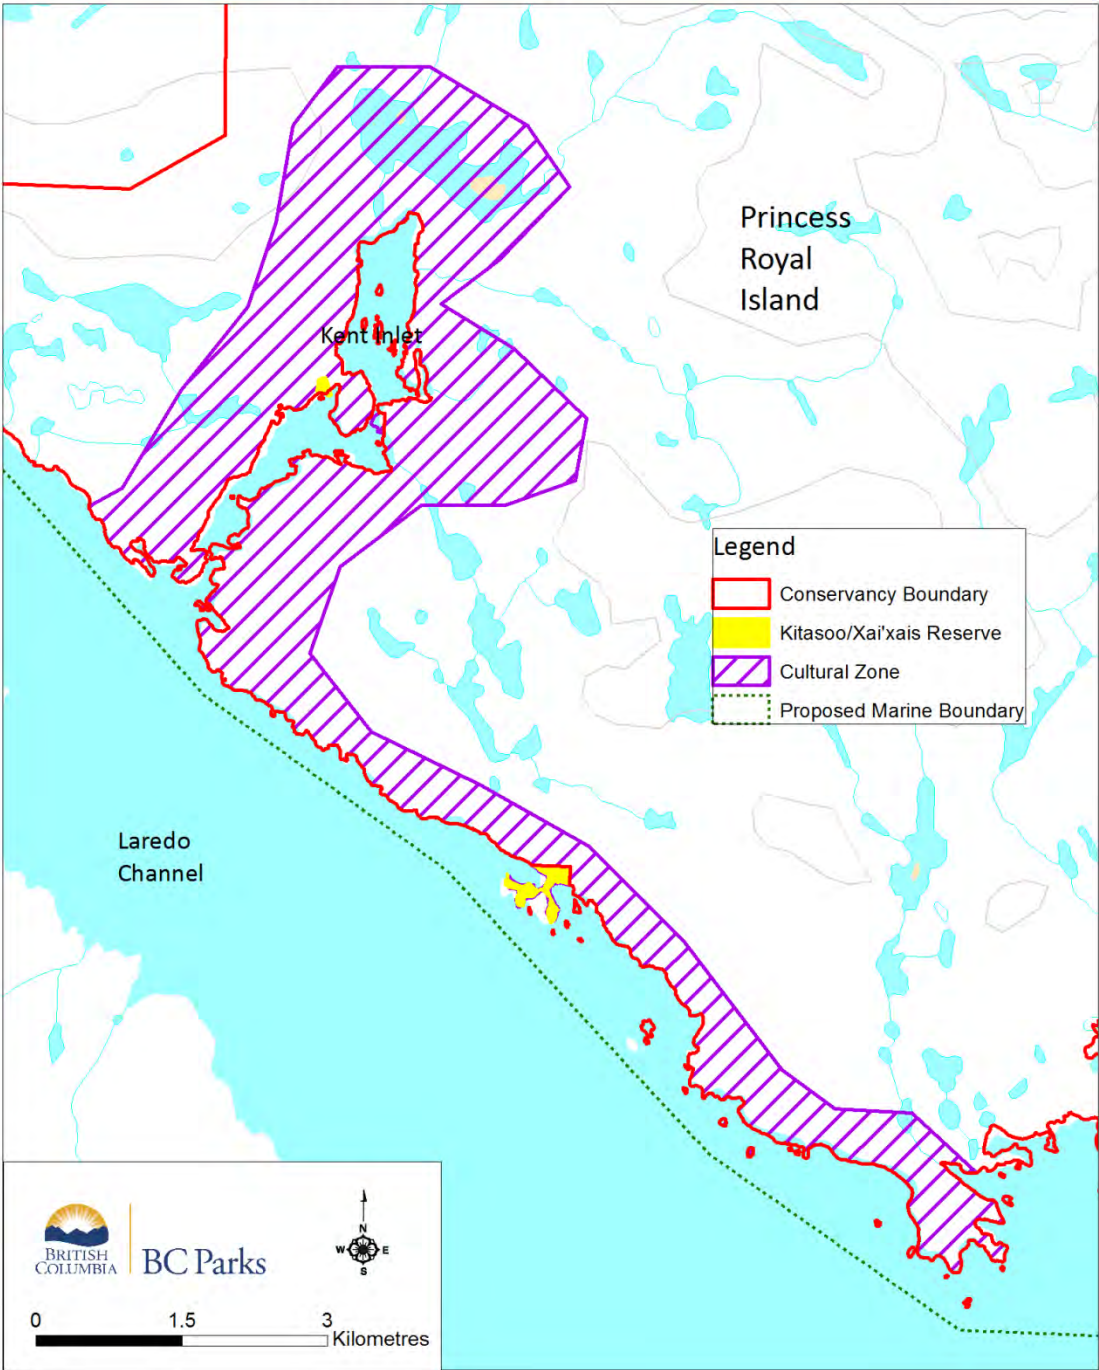 Princess
Royal
Island
Kent Inlet
Legend
Conservancy Boundary
Kitasoo/Xai'xais Reserve
Cultural Zone
Proposed Marine Boundary
Laredo
Channel
BRITISH
COLUMBIA
BC Parks
N
W E
S
0 1.5 3
Kilometres